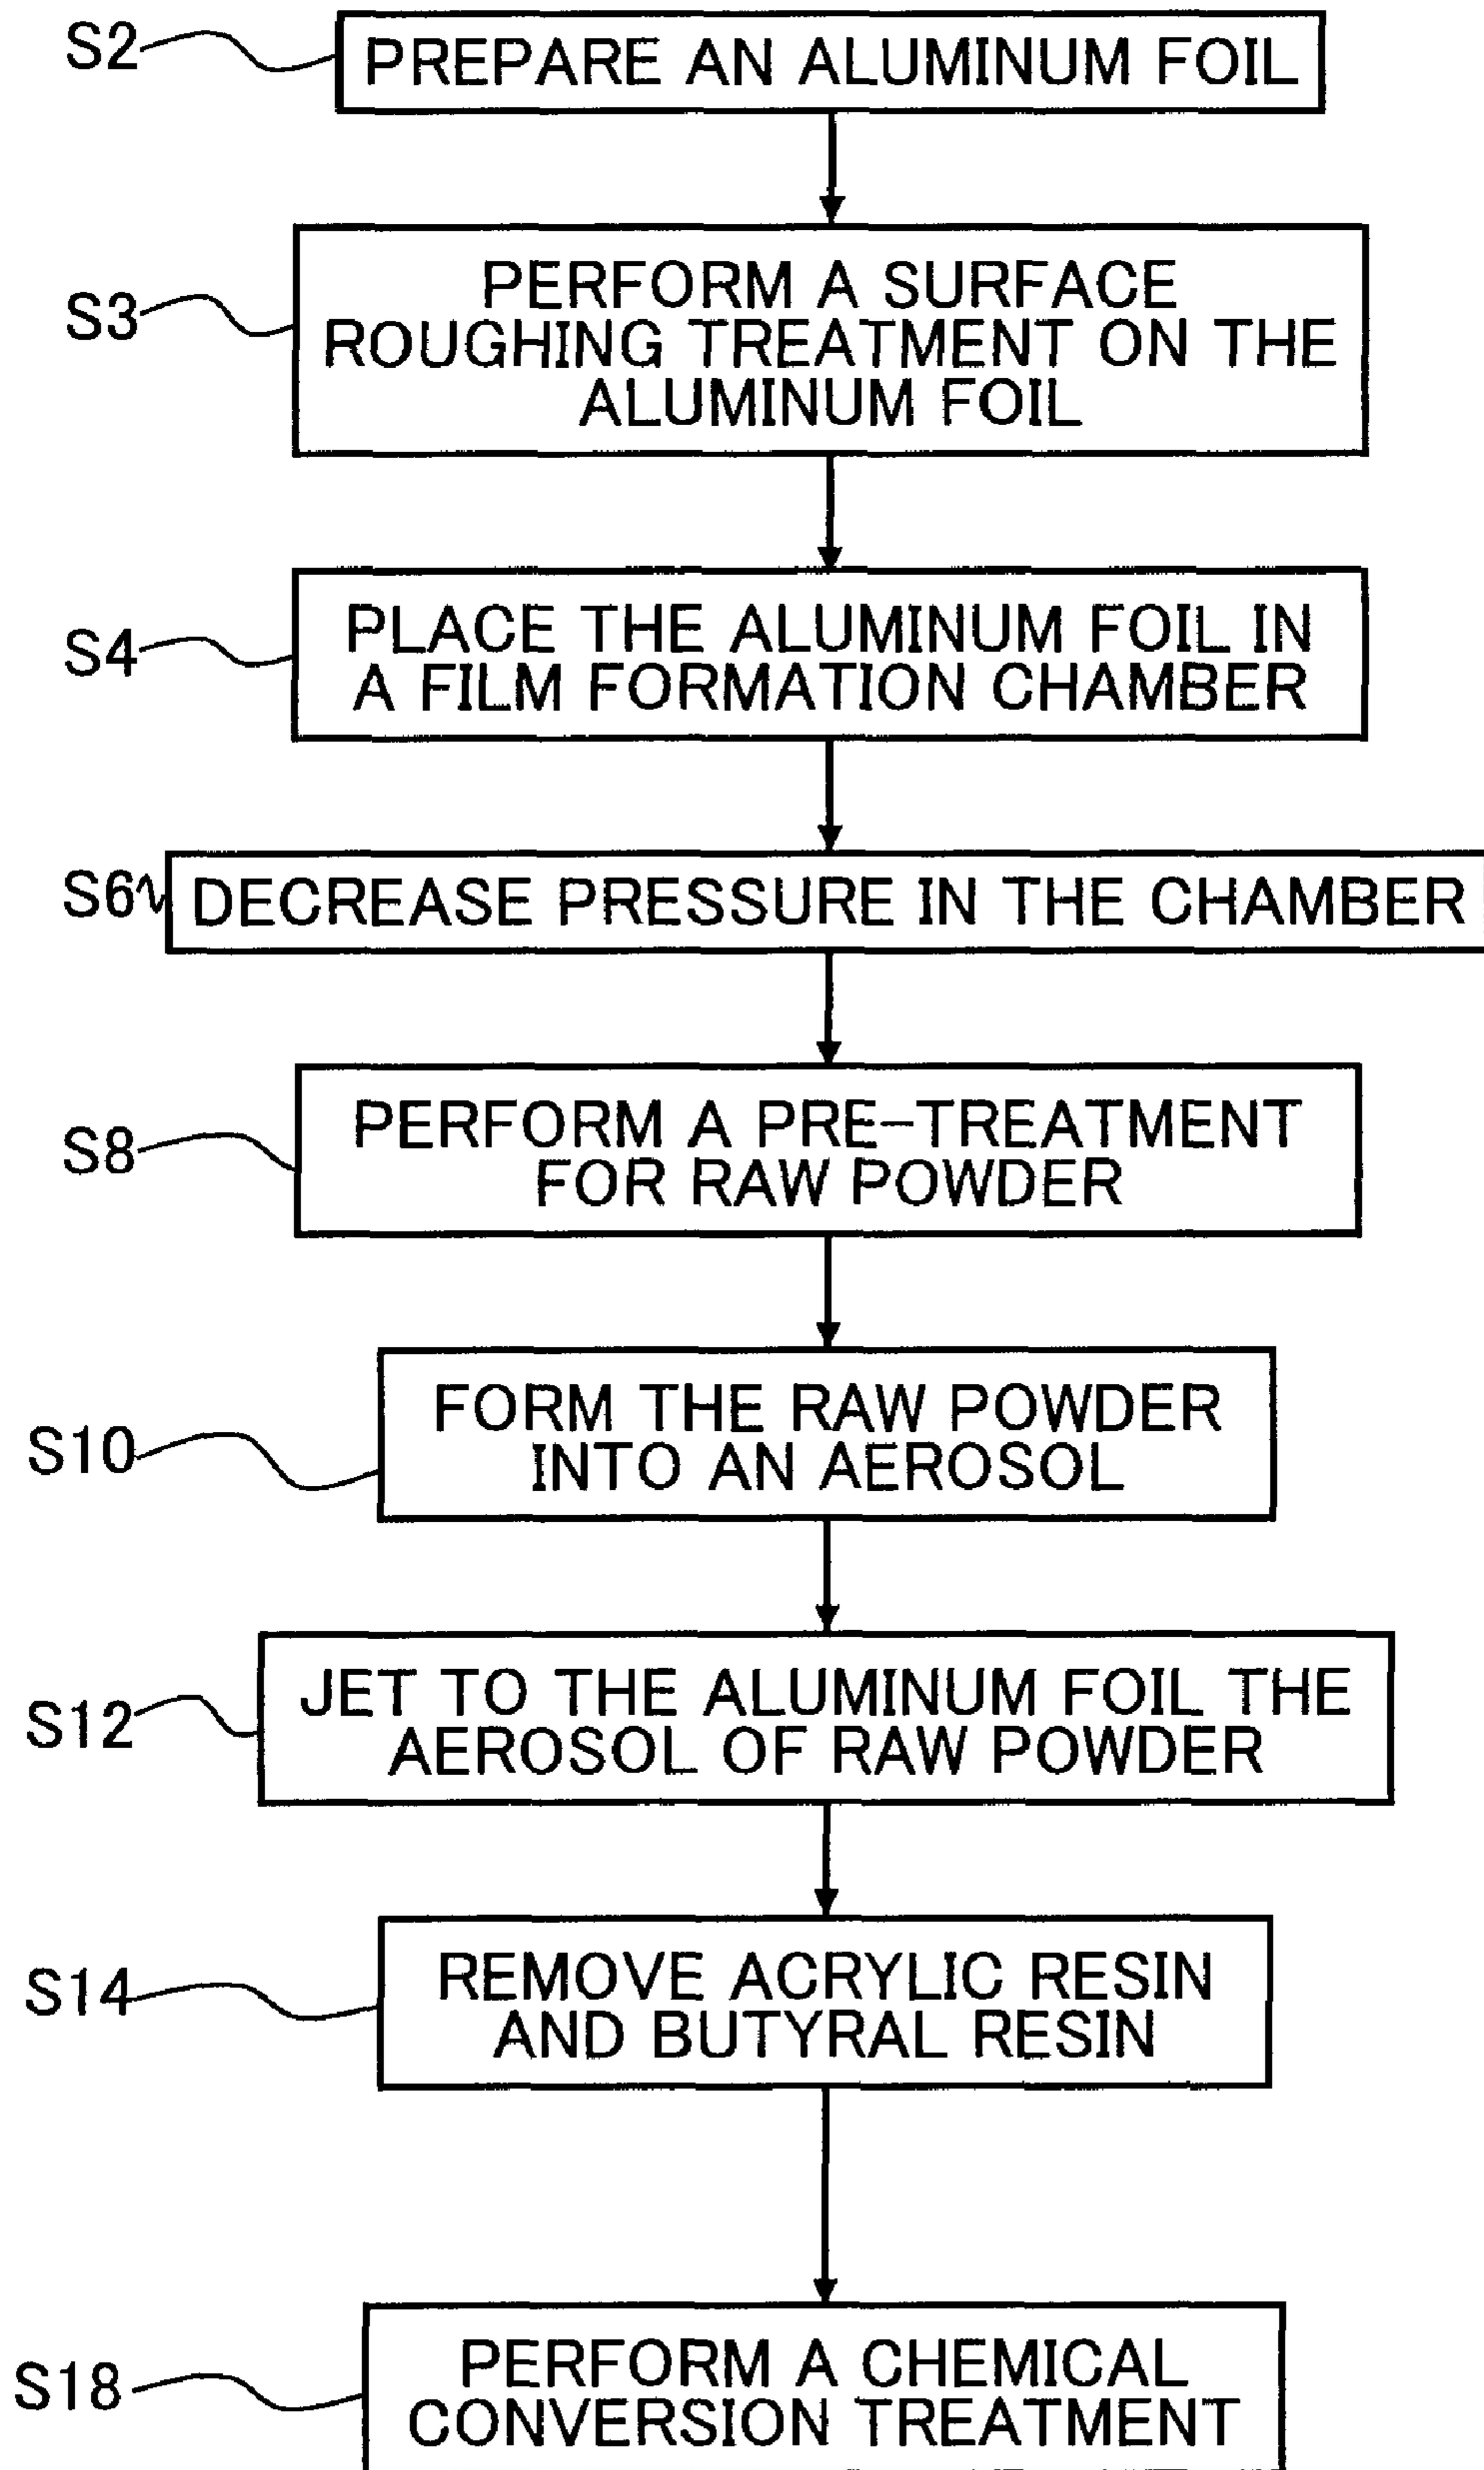 S2
PREPARE AN ALUMINUM FOIL
S3
PERFORM A SURFACE
ROUGHING TREATMENT ON THE
ALUMINUM FOIL
S4
PLACE THE ALUMINUM FOIL IN
A FILM FORMATION CHAMBER
S6
DECREASE PRESSURE IN THE CHAMBER
S8
PERFORM A PRE-TREATMENT
FOR RAW POWDER
S10
FORM THE RAW POWDER
INTO AN AEROSOL
S12
JET TO THE ALUMINUM FOIL THE
AEROSOL OF RAW POWDER
S14
REMOVE ACRYLIC RESIN
AND BUTYRAL RESIN
S18
PERFORM A CHEMICAL
CONVERSION TREATMENT